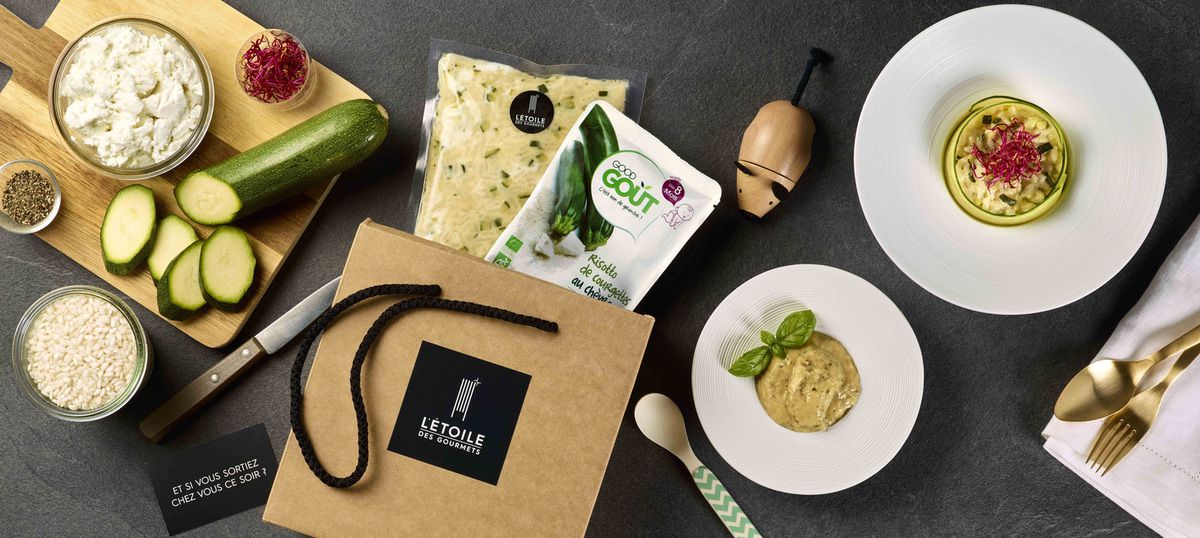 L'ÉTOILE
DES GOURMETS
GOOD
GOÛT
C'est bon de grandir !
Dès
8
Mois
Risotto
de courgettes
au chèvre
L'ÉTOILE
DES GOURMETS
ET SI VOUS SORTIEZ
CHEZ VOUS CE SOIR ?